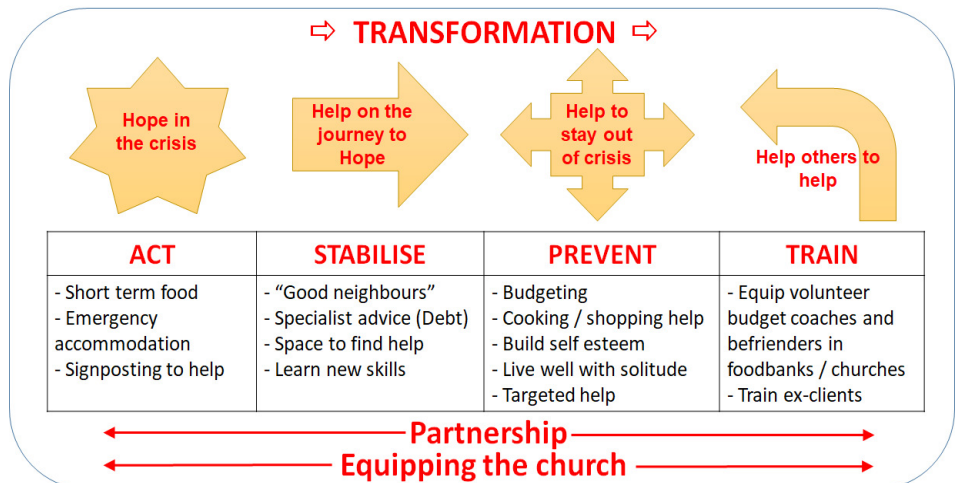 ⇨ TRANSFORMATION ⇨
Hope in
the crisis
Help on the
journey to
Hope
Help to
stay out
of crisis
Help others to
help
ACT
- Short term food
- Emergency
accommodation
- Signposting to help
STABILISE
- “Good neighbours”
- Specialist advice (Debt)
- Space to find help
- Learn new skills
PREVENT
- Budgeting
- Cooking / shopping help
- Build self esteem
- Live well with solitude
- Targeted help
TRAIN
- Equip volunteer
budget coaches and
befrienders in
foodbanks / churches
- Train ex-clients
Partnership
Equipping the church